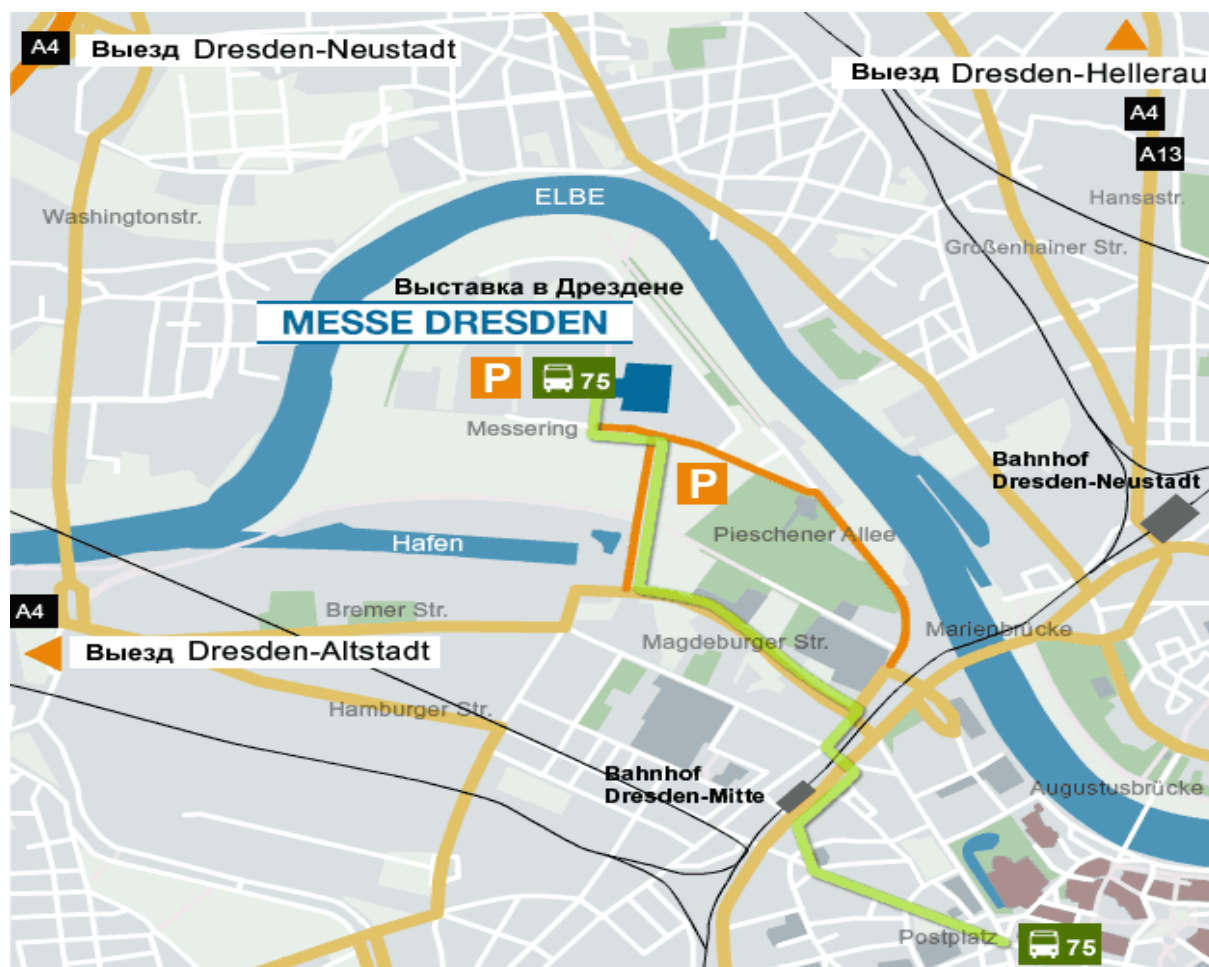 A4 Выезд Dresden-Neustadt
Выезд Dresden-Hellerau
A4
A13
Hansastr.
Washingtonstr.
ELBE
Großenhainer Str.
Выставка в Дрездене
MESSE DRESDEN
P 75
Messering
Bahnhof
Dresden-Neustadt
P
Pieschener Allee
Hafen
A4
Bremer Str.
Marienbrücke
Magdeburger Str.
Выезд Dresden-Altstadt
Hamburger Str.
Bahnhof
Dresden-Mitte
Augustusbrücke
Postplatz 75